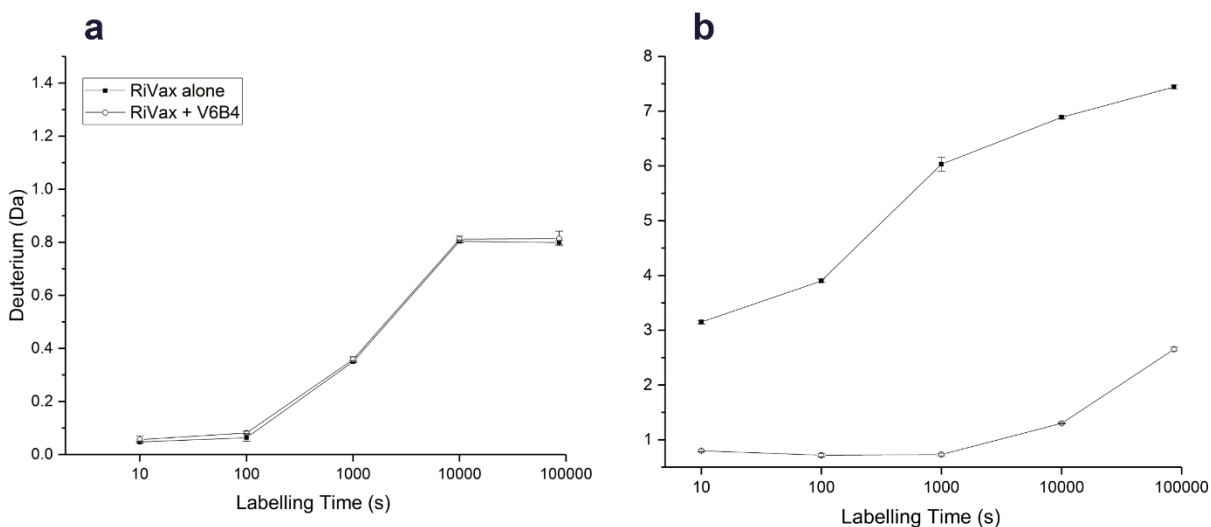 a
1.4
1.2
1.0
0.8
0.6
0.4
0.2
0.0
Deuterium (Da)
RiVax alone
RiVax + V6B4
10 100 1000 10000 100000
Labelling Time (s)
b
8
7
6
5
4
3
2
1
10 100 1000 10000 100000
Labelling Time (s)